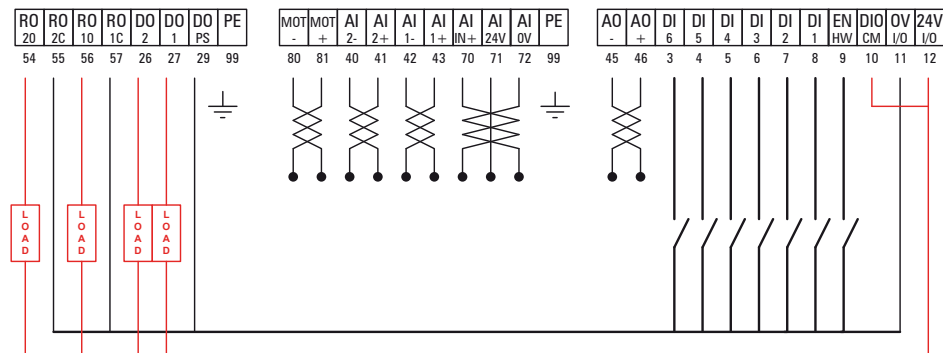 RO RO RO RO DO DO DO PE MOT MOT AI AI AI AI AI AI AI PE AO AO DI DI DI DI DI DI EN DIO 0V 24V
20 2C 10 1C 2 1 PS - + 2- 2+ 1- 1+ IN+ 24V 0V - + 6 5 4 3 2 1 HW CM I/O I/O
54 55 56 57 26 27 29 99 80 81 40 41 42 43 70 71 72 99 45 46 3 4 5 6 7 8 9 10 11 12
LOAD
LOAD
LOAD
LOAD